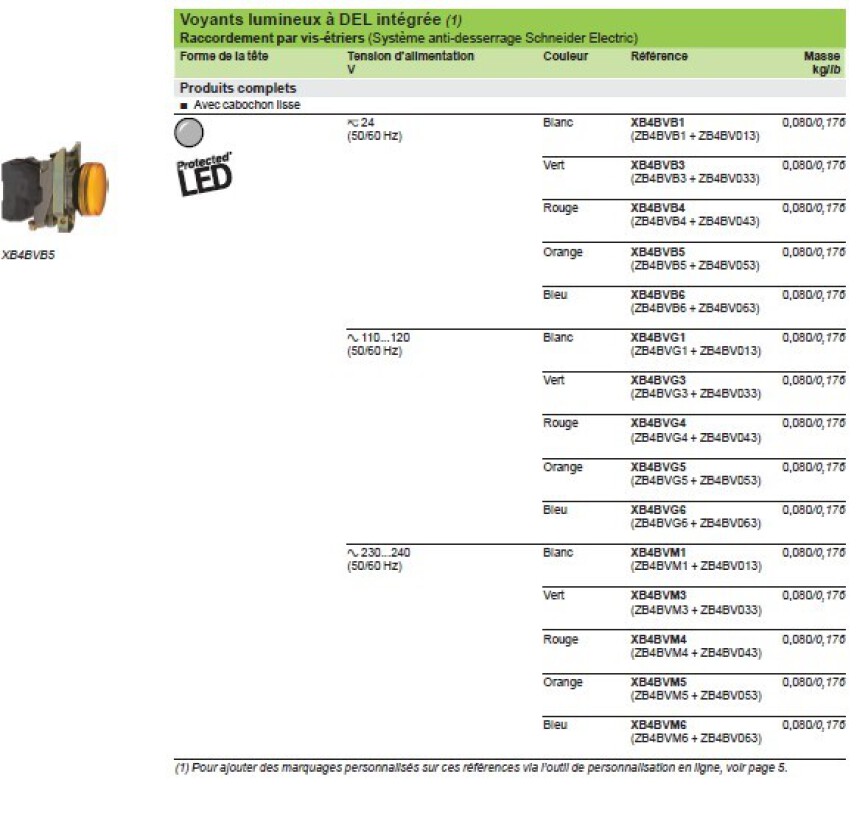 Voyants lumineux à DEL intégrée (1)
Raccordement par vis-étriers (Système anti-desserrage Schneider Electric)
Forme de la tête Tension d'alimentation Couleur Référence Masse
V kg/lb
Produits complets
■ Avec cabochon lisse
24 Blanc XB4BVB1 0,080/0,176
(50/60 Hz) (ZB4BVB1 + ZB4BV013)
Protected
LED
Vert XB4BVB3 0,080/0,176
(ZB4BVB3 + ZB4BV033)
Rouge XB4BVB4 0,080/0,176
(ZB4BVB4 + ZB4BV043)
XB4BVB5
Orange XB4BVB5 0,080/0,176
(ZB4BVB5 + ZB4BV053)
Bleu XB4BVB6 0,080/0,176
(ZB4BVB6 + ZB4BV063)
∿ 110...120 Blanc XB4BVG1 0,080/0,176
(50/60 Hz) (ZB4BVG1 + ZB4BV013)
Vert XB4BVG3 0,080/0,176
(ZB4BVG3 + ZB4BV033)
Rouge XB4BVG4 0,080/0,176
(ZB4BVG4 + ZB4BV043)
Orange XB4BVG5 0,080/0,176
(ZB4BVG5 + ZB4BV053)
Bleu XB4BVG6 0,080/0,176
(ZB4BVG6 + ZB4BV063)
∿ 230...240 Blanc XB4BVM1 0,080/0,176
(50/60 Hz) (ZB4BVM1 + ZB4BV013)
Vert XB4BVM3 0,080/0,176
(ZB4BVM3 + ZB4BV033)
Rouge XB4BVM4 0,080/0,176
(ZB4BVM4 + ZB4BV043)
Orange XB4BVM5 0,080/0,176
(ZB4BVM5 + ZB4BV053)
Bleu XB4BVM6 0,080/0,176
(ZB4BVM6 + ZB4BV063)
(1) Pour ajouter des marquages personnalisés sur ces références via l'outil de personnalisation en ligne, voir page 5.